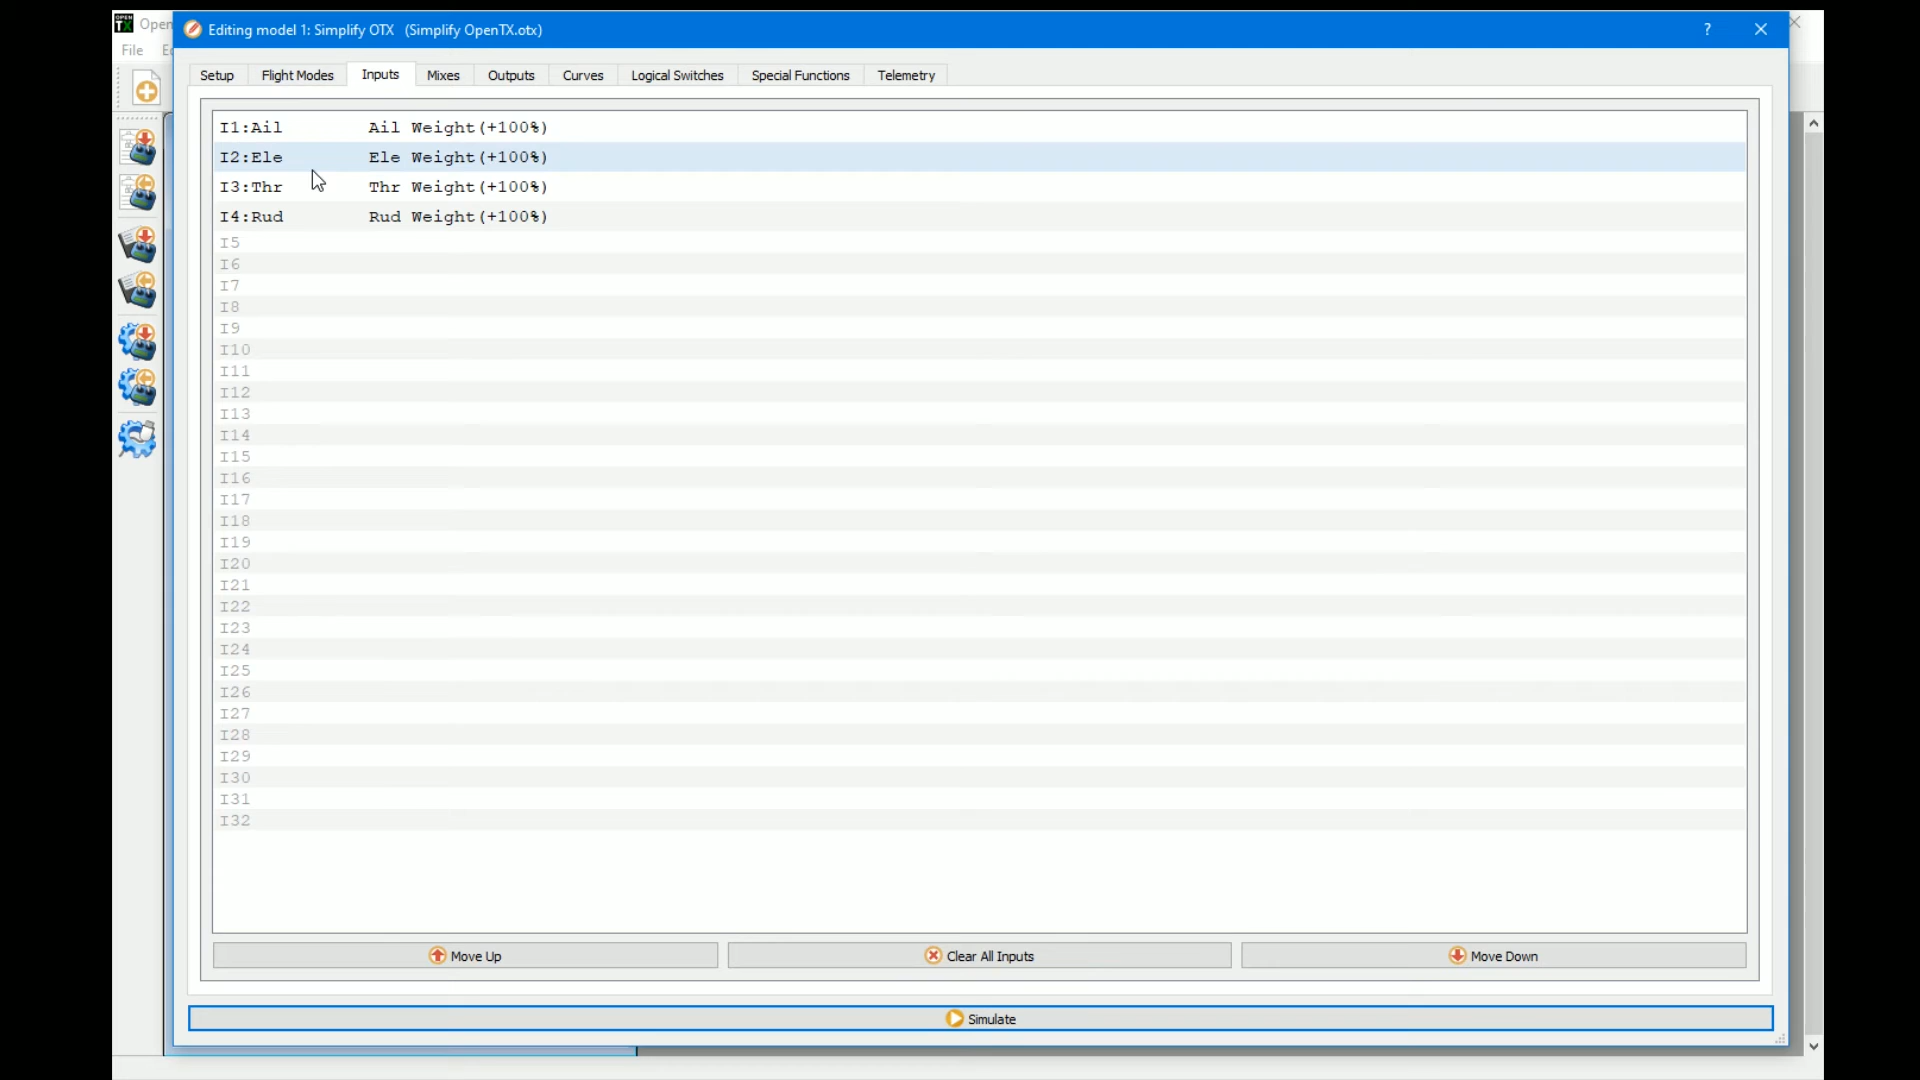 OPEN TX Open
Editing model 1: Simplify OTX (Simplify OpenTX.otx)
?
File
Setup Flight Modes Inputs Mixes Outputs Curves Logical Switches Special Functions Telemetry
I1:Ail Ail Weight(+100%)
I2:Ele Ele Weight(+100%)
I3:Thr Thr Weight(+100%)
I4:Rud Rud Weight(+100%)
I5
I6
I7
I8
I9
I10
I11
I12
I13
I14
I15
I16
I17
I18
I19
I20
I21
I22
I23
I24
I25
I26
I27
I28
I29
I30
I31
I32
Move Up Clear All Inputs Move Down
Simulate